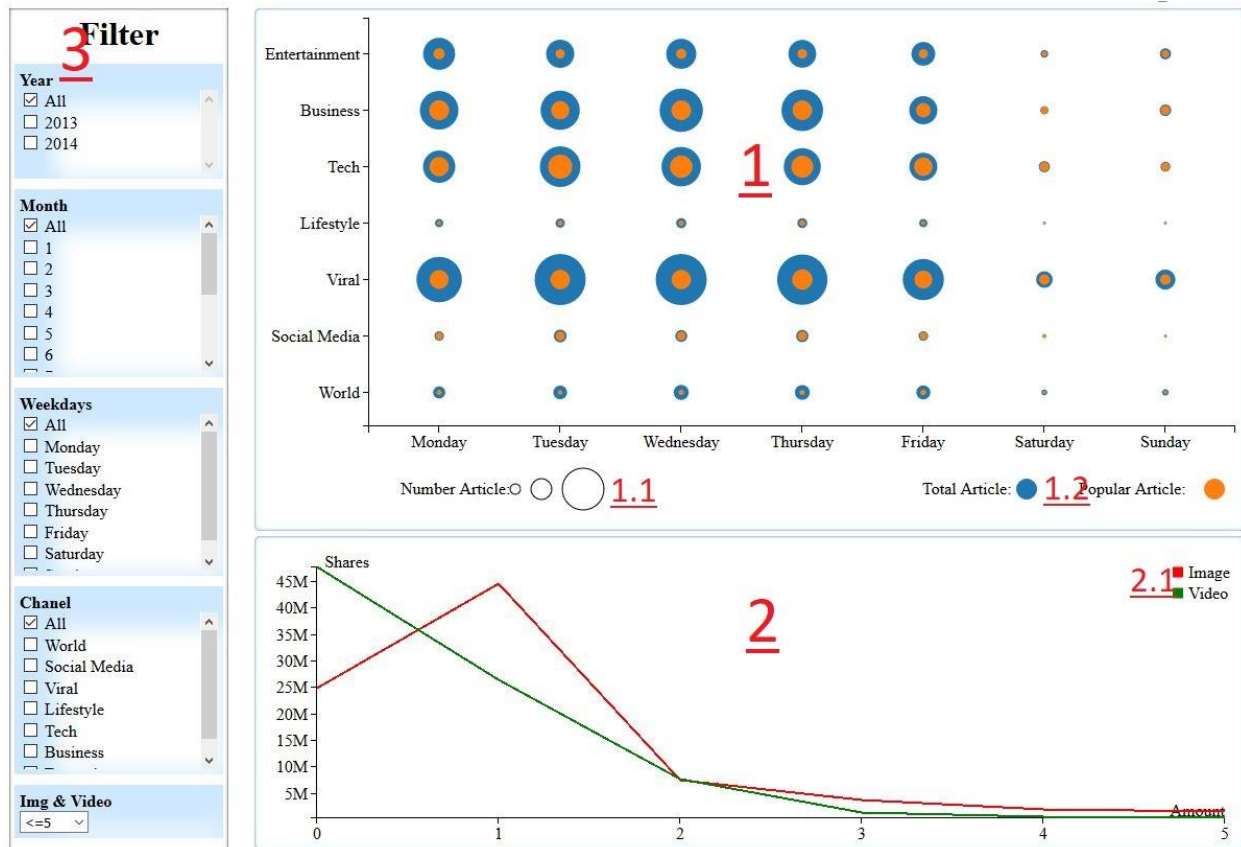 Filter
3
Year
All
2013
2014
Month
All
1
2
3
4
5
6
Weekdays
All
Monday
Tuesday
Wednesday
Thursday
Friday
Saturday
Chanel
All
World
Social Media
Viral
Lifestyle
Tech
Business
Img & Video
<=5
Entertainment
Business
Tech
Lifestyle
Viral
Social Media
World
1
Monday Tuesday Wednesday Thursday Friday Saturday Sunday
Number Article: 1.1 Total Article: 1.2 Popular Article:
Shares
45M
40M
35M
30M
25M
20M
15M
10M
5M
2
2.1
Image
Video
Amount
0 1 2 3 4 5